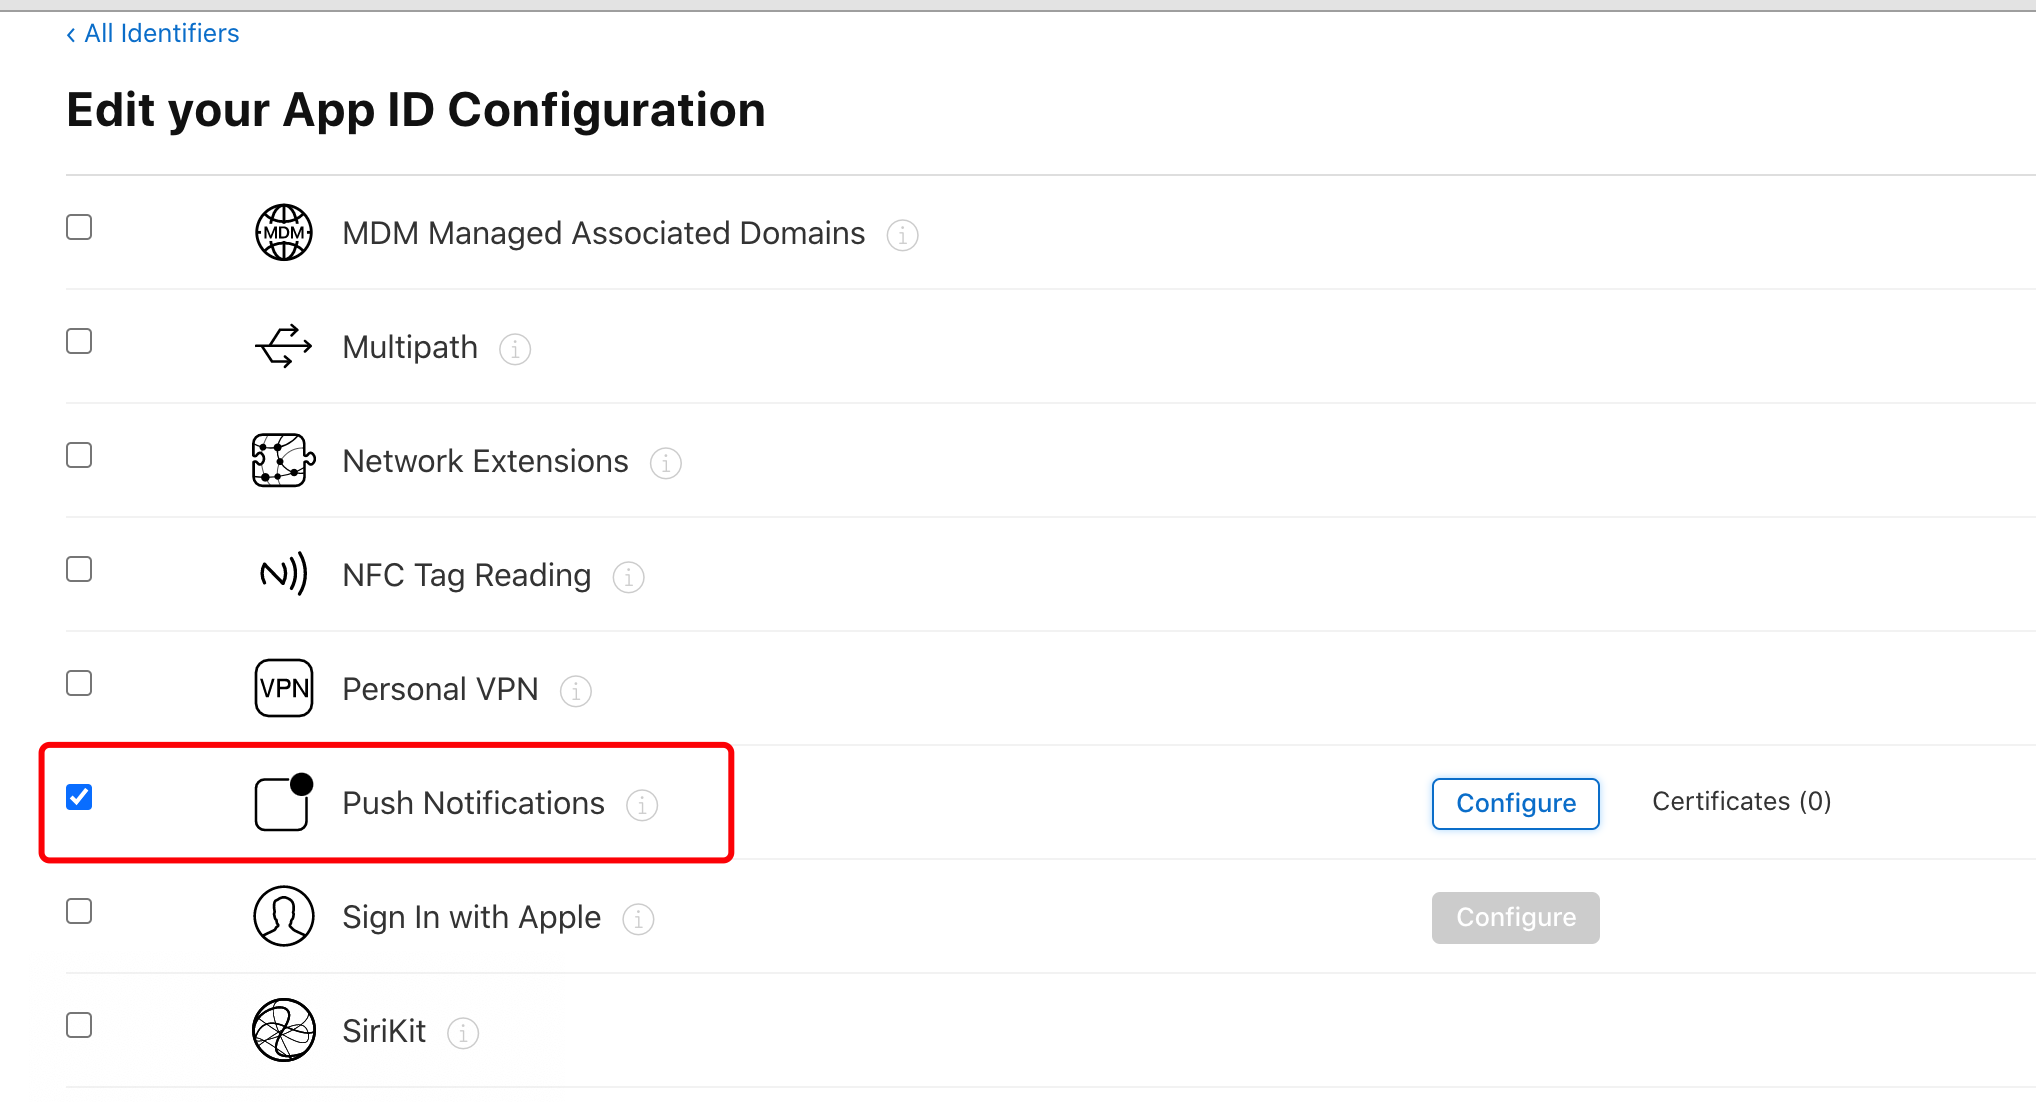 ‹ All Identifiers
Edit your App ID Configuration
MDM MDM Managed Associated Domains i
Multipath i
Network Extensions i
NFC Tag Reading i
VPN Personal VPN i
Push Notifications i Configure Certificates (0)
Sign In with Apple i Configure
SiriKit i